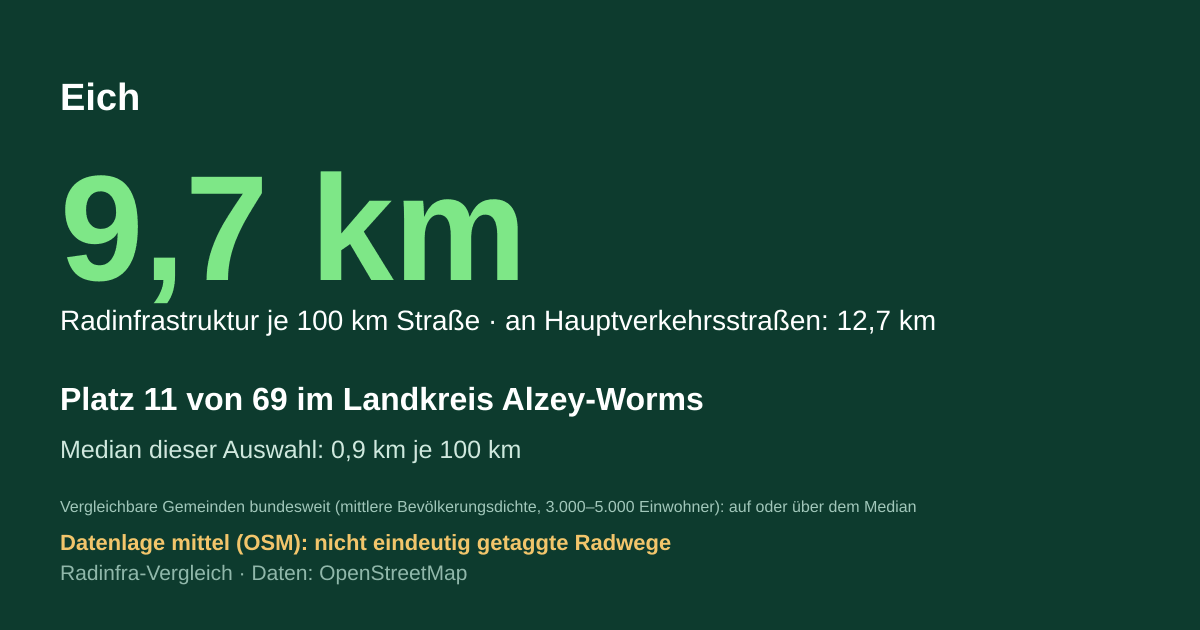 Eich
9,7 km
Radinfrastruktur je 100 km Straße · an Hauptverkehrsstraßen: 12,7 km
Platz 11 von 69 im Landkreis Alzey-Worms
Median dieser Auswahl: 0,9 km je 100 km
Vergleichbare Gemeinden bundesweit (mittlere Bevölkerungsdichte, 3.000–5.000 Einwohner): auf oder über dem Median
Datenlage mittel (OSM): nicht eindeutig getaggte Radwege
Radinfra-Vergleich · Daten: OpenStreetMap